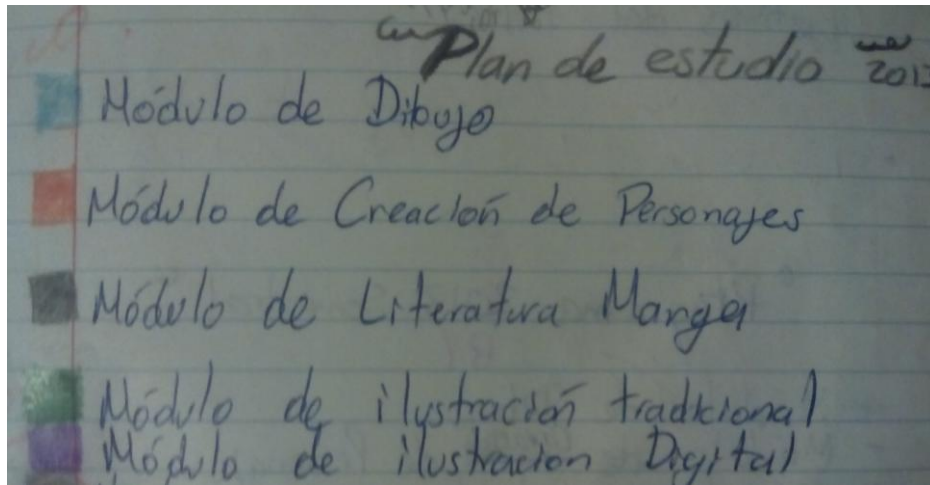 Plan de estudio
Módulo de Dibujo
Módulo de Creación de Personajes
Módulo de Literatura Manga
Módulo de ilustración tradicional
Módulo de ilustracion Digital